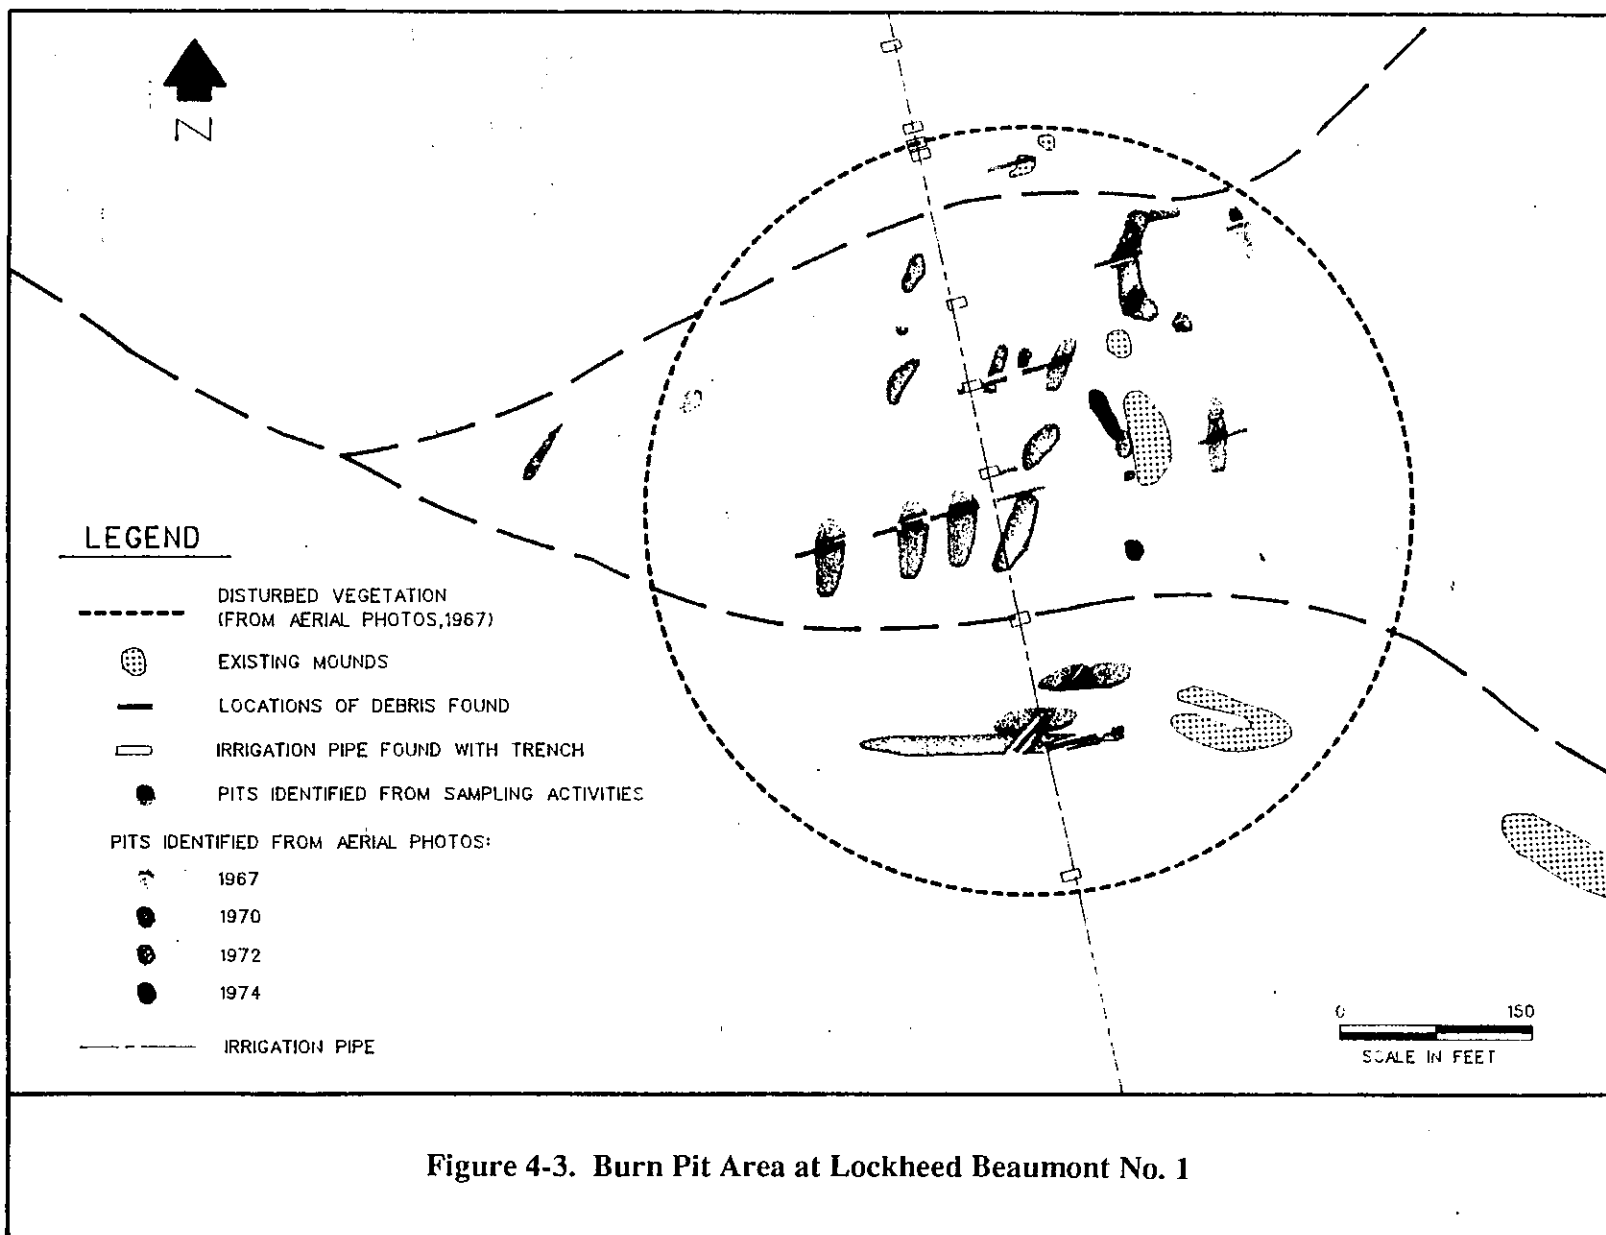 N
LEGEND
DISTURBED VEGETATION
(FROM AERIAL PHOTOS,1967)
EXISTING MOUNDS
LOCATIONS OF DEBRIS FOUND
IRRIGATION PIPE FOUND WITH TRENCH
PITS IDENTIFIED FROM SAMPLING ACTIVITIES
PITS IDENTIFIED FROM AERIAL PHOTOS:
1967
1970
1972
1974
IRRIGATION PIPE
0 150
SCALE IN FEET
Figure 4-3. Burn Pit Area at Lockheed Beaumont No. 1